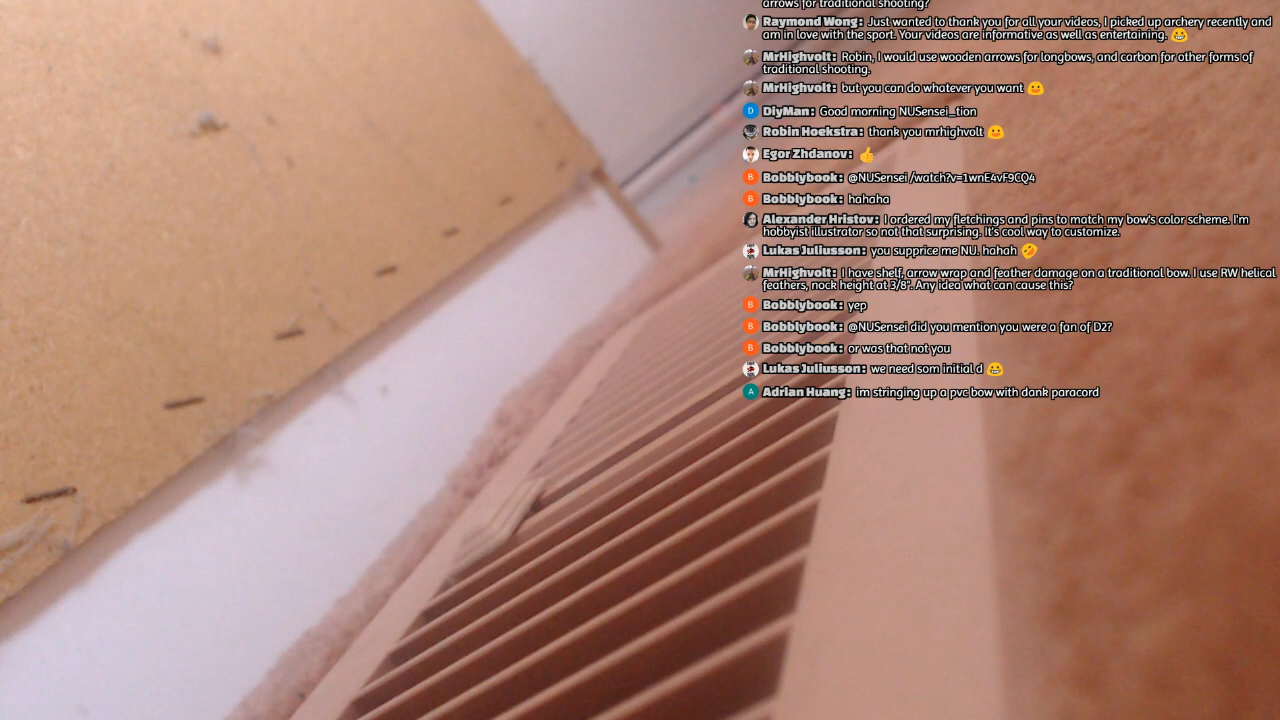 arrows for traditional shooting?
Raymond Wong: Just wanted to thank you for all your videos, I picked up archery recently and
am in love with the sport. Your videos are informative as well as entertaining. 😁
MrHighvolt: Robin, I would use wooden arrows for longbows, and carbon for other forms of
traditional shooting.
MrHighvolt: but you can do whatever you want 😃
D DiyMan: Good morning NUSensei_tion
Robin Hoekstra: thank you mrhighvolt 😃
Egor Zhdanov: 👍
B Bobblybook: @NUSensei /watch?v=1wnE4vF9CQ4
B Bobblybook: hahaha
Alexander Hristov: I ordered my fletchings and pins to match my bow's color scheme. I'm
hobbyist illustrator so not that surprising. It's cool way to customize.
Lukas Juliusson: you supprice me NU. hahah 🤣
MrHighvolt: I have shelf, arrow wrap and feather damage on a traditional bow. I use RW helical
feathers, nock height at 3/8". Any idea what can cause this?
B Bobblybook: yep
B Bobblybook: @NUSensei did you mention you were a fan of D2?
B Bobblybook: or was that not you
Lukas Juliusson: we need som initial d 😁
A Adrian Huang: im stringing up a pvc bow with dank paracord